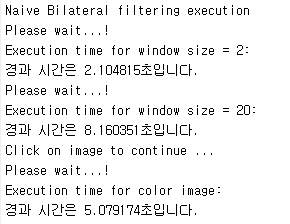 Naive Bilateral filtering execution
Please wait...!
Execution time for window size = 2:
경과 시간은 2.104815초입니다.
Please wait...!
Execution time for window size = 20:
경과 시간은 8.160351초입니다.
Click on image to continue ...
Please wait...!
Execution time for color image:
경과 시간은 5.079174초입니다.